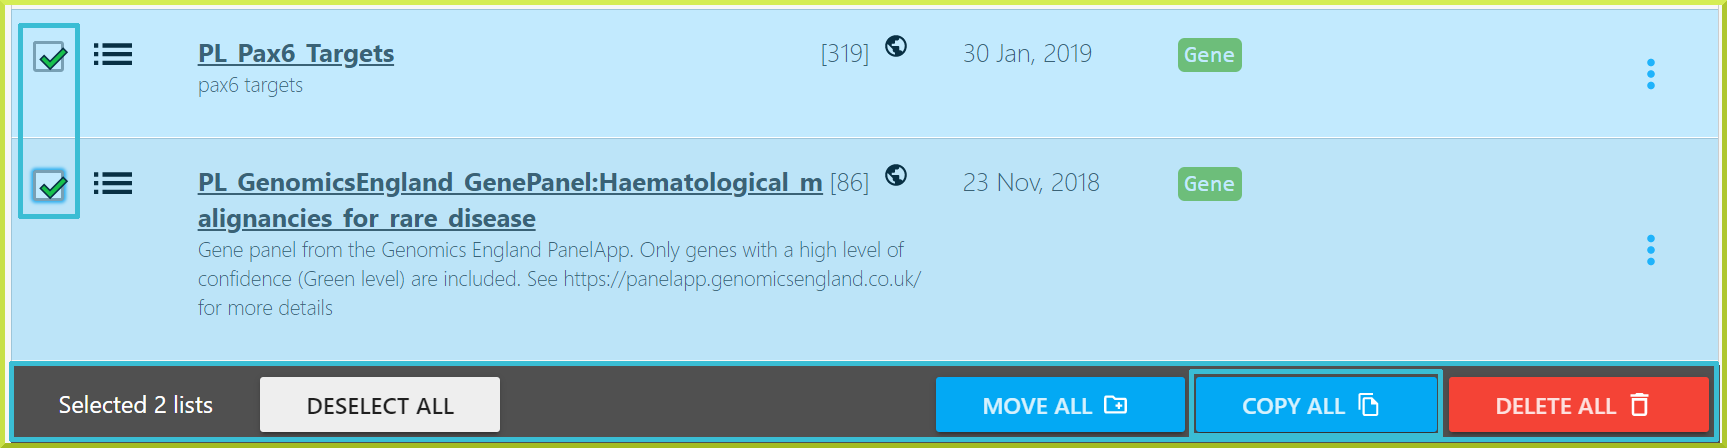 PL_Pax6_Targets [319] 30 Jan, 2019 Gene
pax6 targets
PL_GenomicsEngland_GenePanel:Haematological_m [86] 23 Nov, 2018 Gene
alignancies_for_rare_disease
Gene panel from the Genomics England PanelApp. Only genes with a high level of
confidence (Green level) are included. See https://panelapp.genomicsengland.co.uk/
for more details
Selected 2 lists DESELECT ALL MOVE ALL COPY ALL DELETE ALL